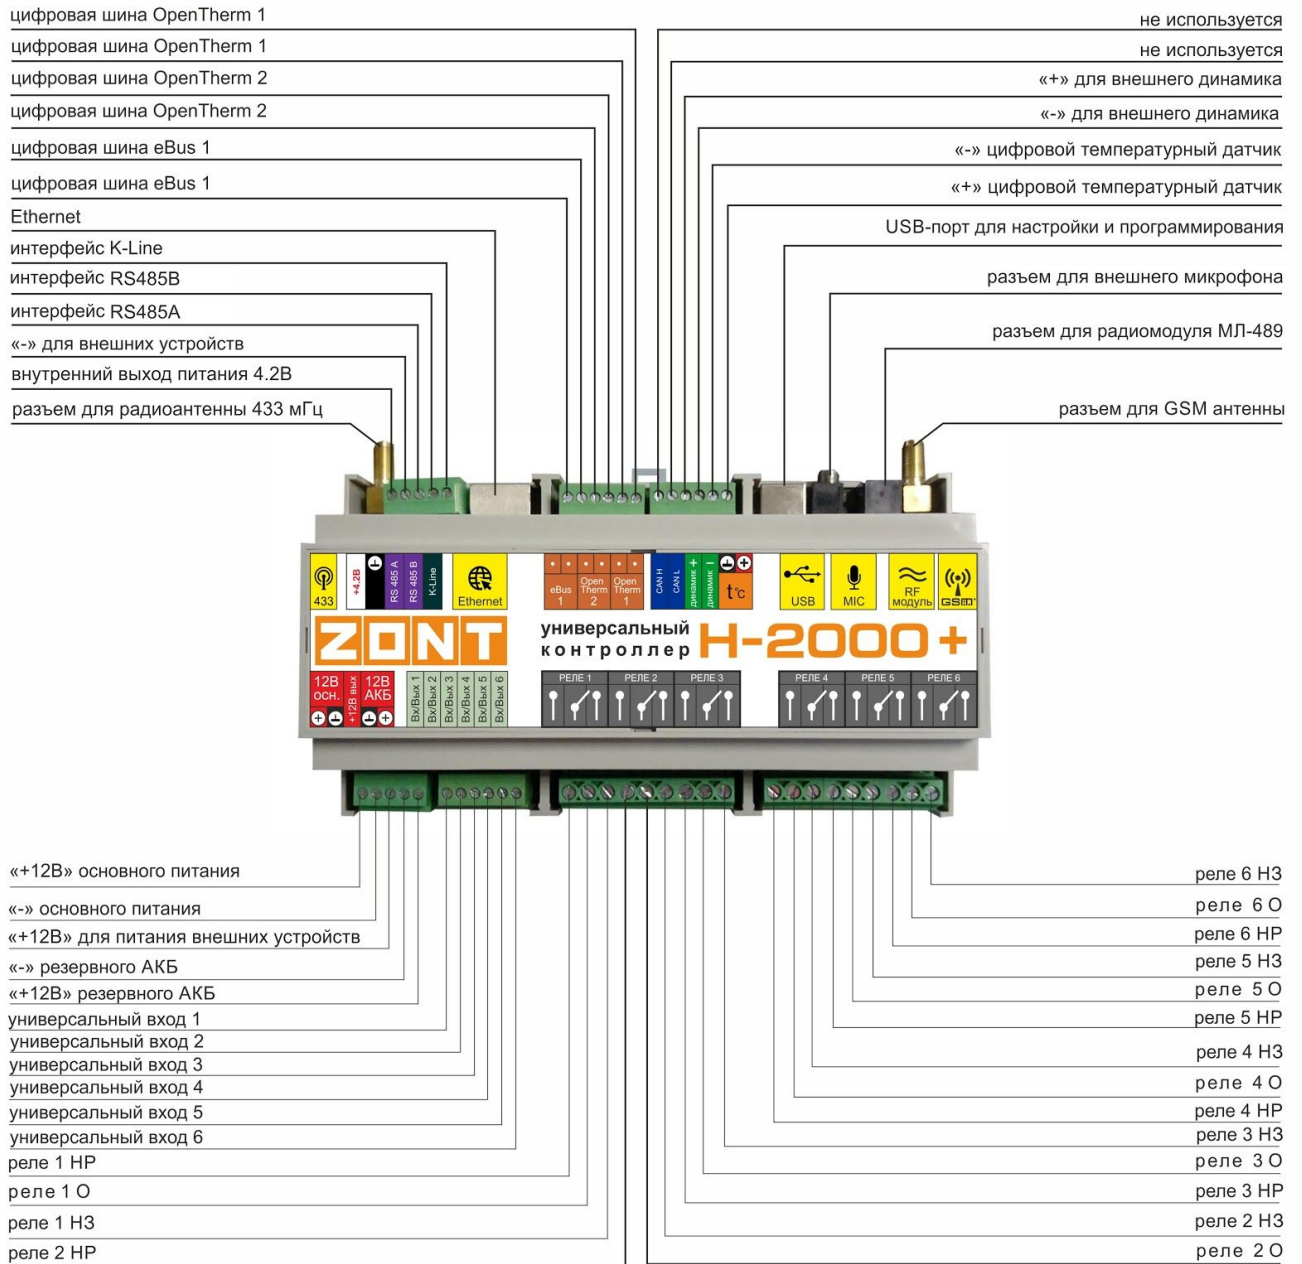 цифровая шина OpenTherm 1
цифровая шина OpenTherm 1
цифровая шина OpenTherm 2
цифровая шина OpenTherm 2
цифровая шина eBus 1
цифровая шина eBus 1
Ethernet
интерфейс K-Line
интерфейс RS485B
интерфейс RS485A
«-» для внешних устройств
внутренний выход питания 4.2В
разъем для радиоантенны 433 мГц
не используется
не используется
«+» для внешнего динамика
«-» для внешнего динамика
«-» цифровой температурный датчик
«+» цифровой температурный датчик
USB-порт для настройки и программирования
разъем для внешнего микрофона
разъем для радиомодуля МЛ-489
разъем для GSM антенны
433
+4.2В
RS 485 A
RS 485 B
K-Line
Ethernet
eBus 1
Open Therm 2
Open Therm 1
CAN H
CAN L
динамик +
динамик −
t°C
USB
MIC
RF модуль
GSM
ZONT
универсальный
контроллер
H-2000+
12В осн.
+12В вых
12В АКБ
Вх/Вых 1
Вх/Вых 2
Вх/Вых 3
Вх/Вых 4
Вх/Вых 5
Вх/Вых 6
РЕЛЕ 1
РЕЛЕ 2
РЕЛЕ 3
РЕЛЕ 4
РЕЛЕ 5
РЕЛЕ 6
«+12В» основного питания
«-» основного питания
«+12В» для питания внешних устройств
«-» резервного АКБ
«+12В» резервного АКБ
универсальный вход 1
универсальный вход 2
универсальный вход 3
универсальный вход 4
универсальный вход 5
универсальный вход 6
реле 1 НР
реле 1 О
реле 1 НЗ
реле 2 НР
реле 6 НЗ
реле 6 О
реле 6 НР
реле 5 НЗ
реле 5 О
реле 5 НР
реле 4 НЗ
реле 4 О
реле 4 НР
реле 3 НЗ
реле 3 О
реле 3 НР
реле 2 НЗ
реле 2 О